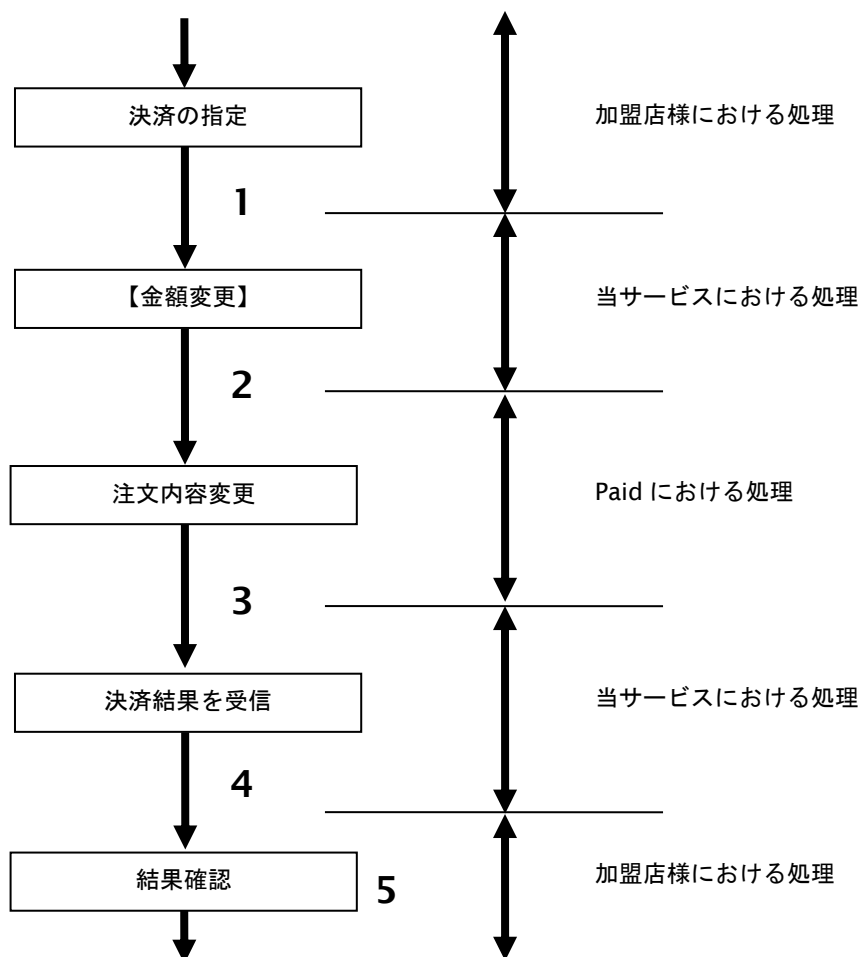 決済の指定
加盟店様における処理
1
【金額変更】
当サービスにおける処理
2
注文内容変更
Paid における処理
3
決済結果を受信
当サービスにおける処理
4
結果確認
5
加盟店様における処理